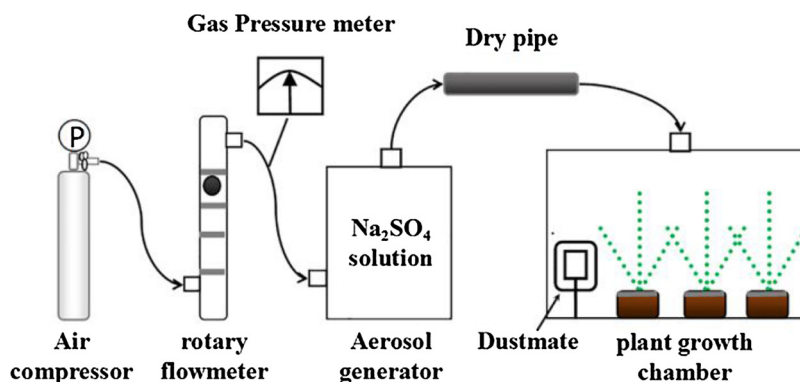 Gas Pressure meter
Dry pipe
P
Na₂SO₄
solution
Air
compressor
rotary
flowmeter
Aerosol
generator
Dustmate
plant growth
chamber